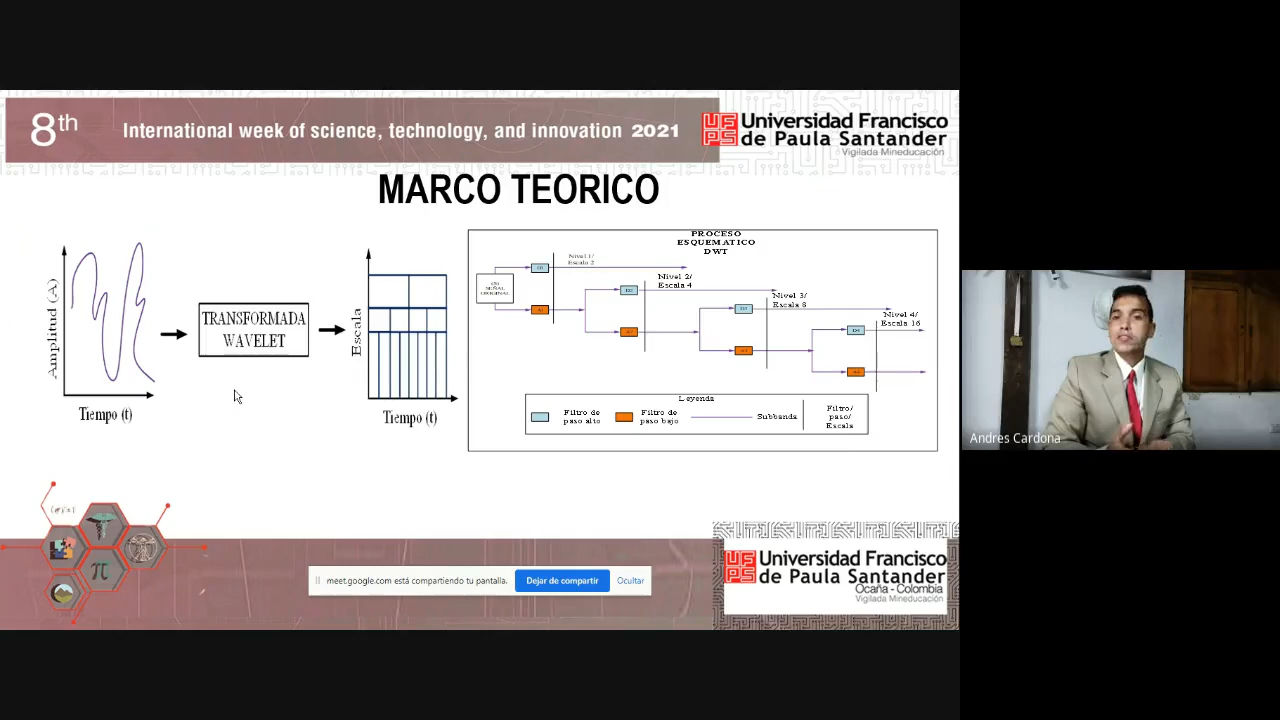 8th
International week of science, technology, and innovation 2021
Universidad Francisco
de Paula Santander
Vigilada Mineducación
MARCO TEORICO
Amplitud (A)
Tiempo (t)
TRANSFORMADA
WAVELET
Escala
Tiempo (t)
PROCESO
ESQUEMATICO
DWT
SEÑAL
ORIGINAL
Nivel 1/
Escala 2
Nivel 2/
Escala 4
Nivel 3/
Escala 8
Nivel 4/
Escala 16
Leyenda
Filtro de
paso alto
Filtro de
paso bajo
Subbanda
Filtro/
paso/
Escala
Andres Cardona
π
meet.google.com está compartiendo tu pantalla.
Dejar de compartir
Ocultar
UFPS
Universidad Francisco
de Paula Santander
Ocaña - Colombia
Vigilada Mineducación